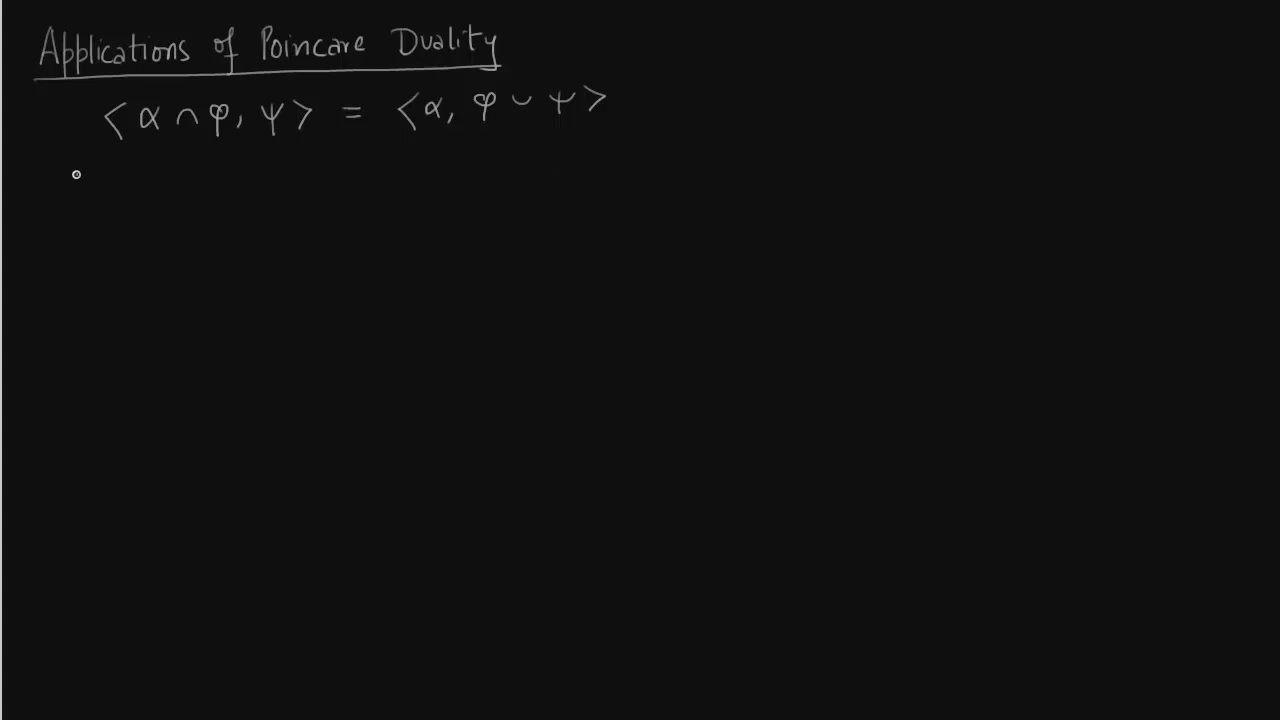 Applications of Poincare Duality
< α ∩ φ, ψ > = < α, φ ∪ ψ >